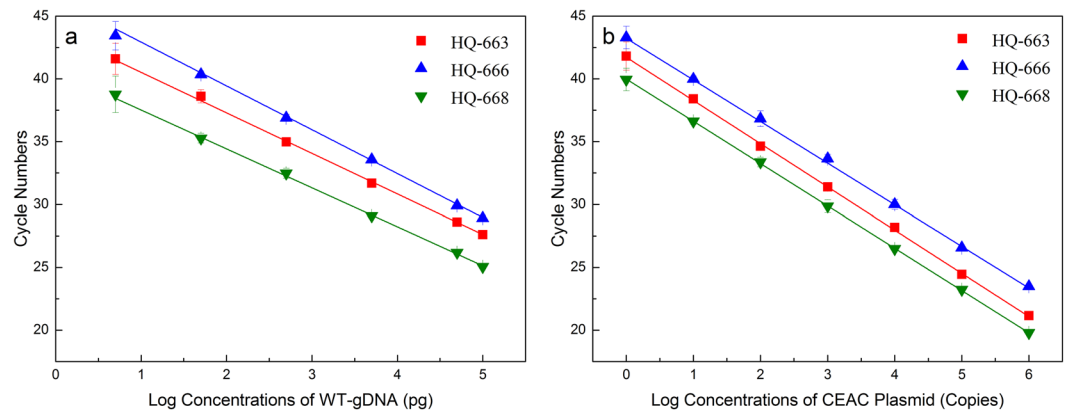 a
HQ-663
HQ-666
HQ-668
45
40
35
30
25
20
Cycle Numbers
0 1 2 3 4 5
Log Concentrations of WT-gDNA (pg)
b
HQ-663
HQ-666
HQ-668
45
40
35
30
25
20
Cycle Numbers
0 1 2 3 4 5 6
Log Concentrations of CEAC Plasmid (Copies)